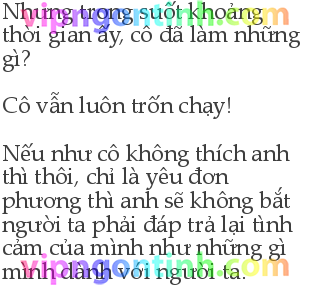 Nhưng trong suốt khoảng
vipngontinh.com
thời gian ấy, cô đã làm những
gì?
Cô vẫn luôn trốn chạy!
Nếu như cô không thích anh
thì thôi, chỉ là yêu đơn
phương thì anh sẽ không bắt
người ta phải đáp trả lại tình
cảm của mình như những gì
mình dành với người ta.
vipngontinh.com